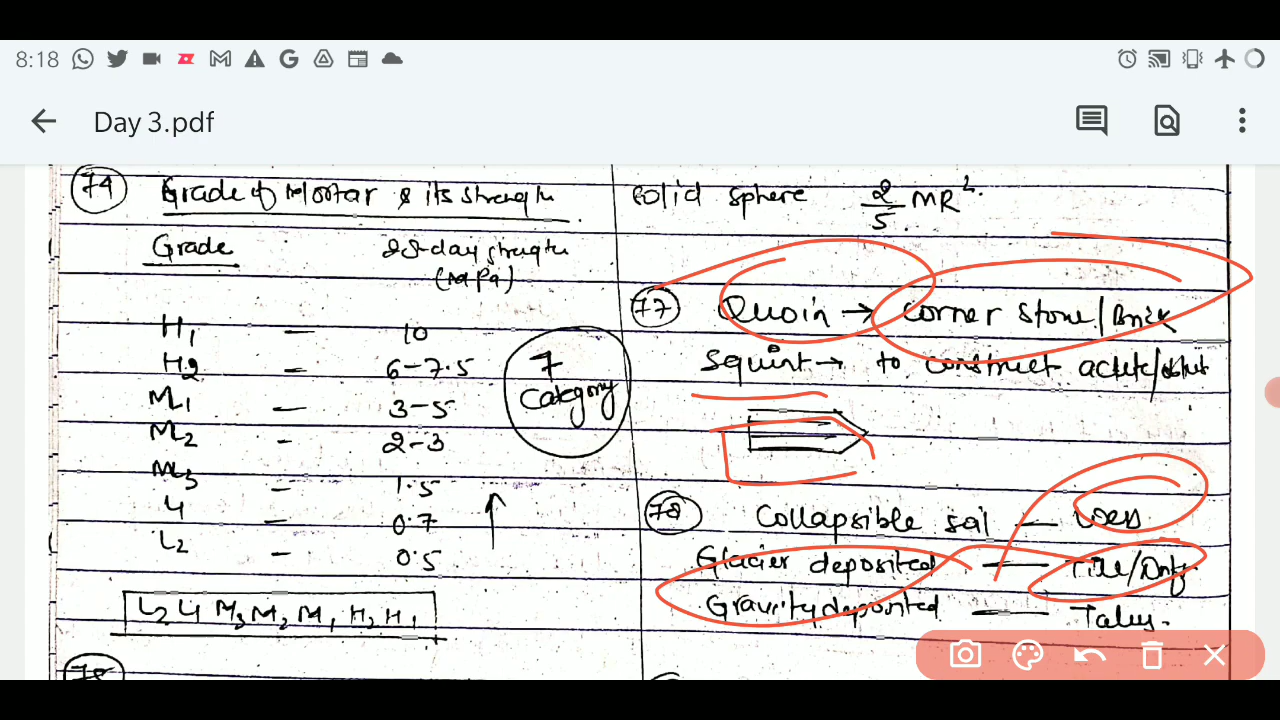 8:18
Day 3.pdf
74 Grade of Mortar & its strength
Grade 28-day strength
(MPa)
H1 — 10
H2 — 6-7.5
M1 — 3-5
M2 - 2-3
M3 - 1.5
L1 — 0.7
L2 — 0.5
7
Category
L2 L1 M3 M2 M1 H2 H1
solid sphere 2/5 MR2.
77 Quoin → Corner stone/Brick
Squint → to construct
78 Collapsible soil — Loess
Glacier deposited — Till/Drift
Gravity deposited — Talus.